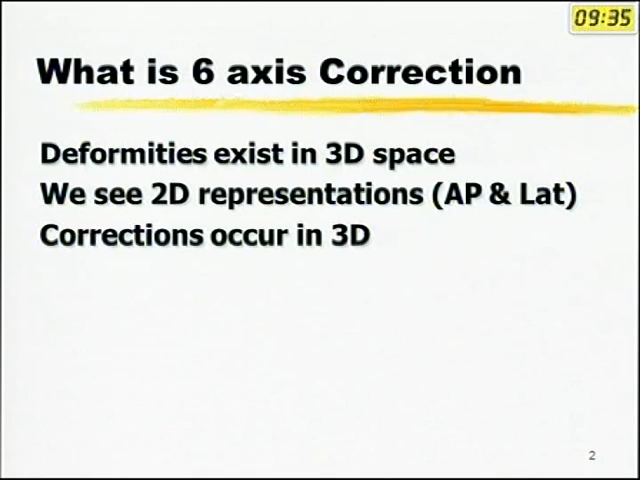 09:35
What is 6 axis Correction
Deformities exist in 3D space
We see 2D representations (AP & Lat)
Corrections occur in 3D
2